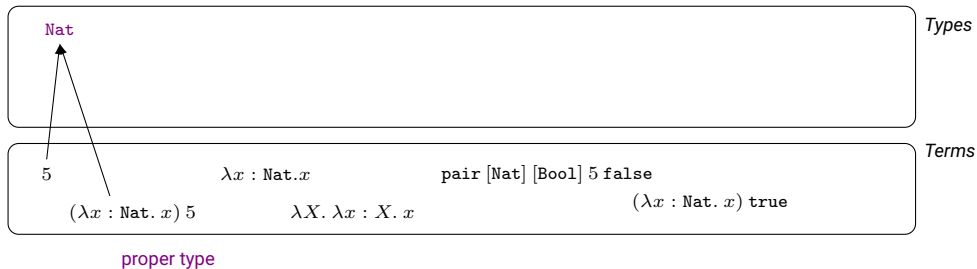 Nat
Types
Terms
5
λx : Nat.x
pair [Nat] [Bool] 5 false
(λx : Nat. x) 5
λX. λx : X. x
(λx : Nat. x) true
proper type